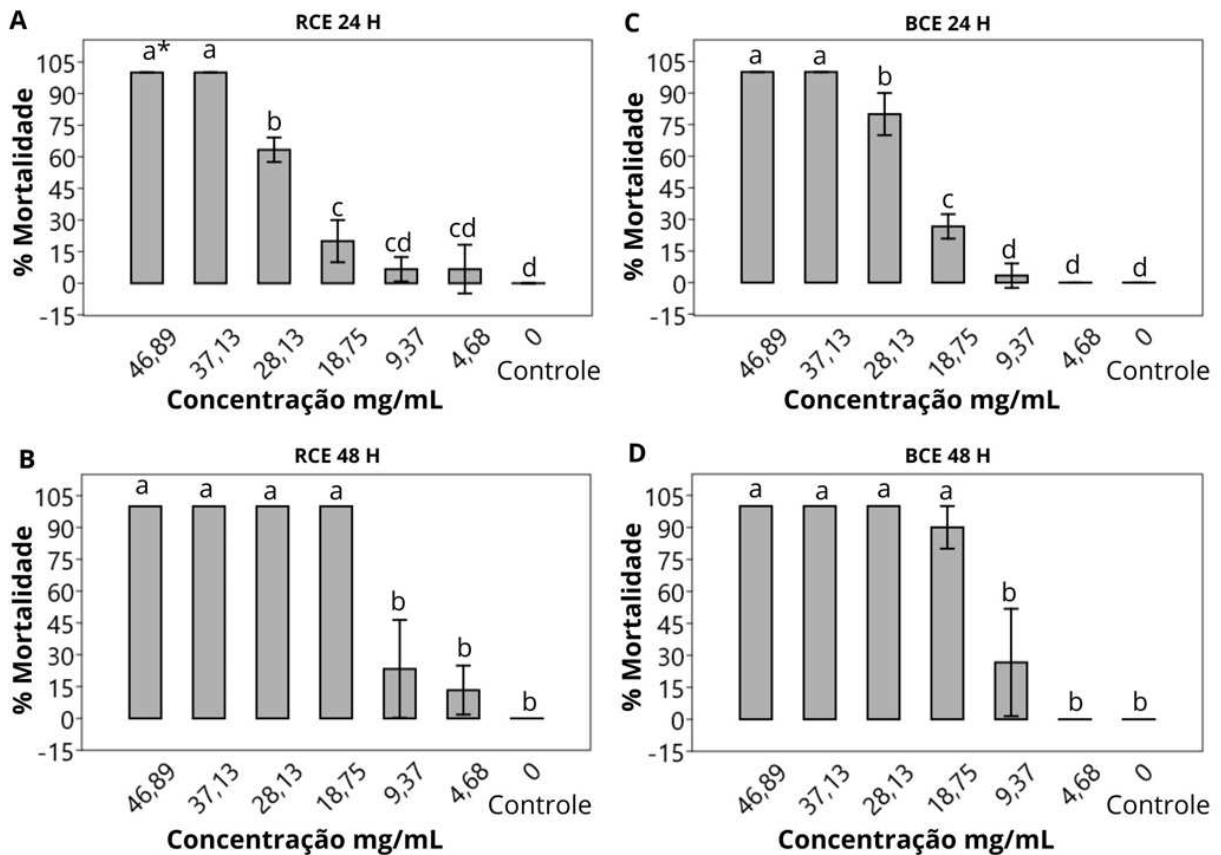 A
RCE 24 H
% Mortalidade
105
90
75
60
45
30
15
0
-15
a*
a
b
c
cd
cd
d
46,89
37,13
28,13
18,75
9,37
4,68
0
Controle
Concentração mg/mL
C
BCE 24 H
% Mortalidade
105
90
75
60
45
30
15
0
-15
a
a
b
c
d
d
d
46,89
37,13
28,13
18,75
9,37
4,68
0
Controle
Concentração mg/mL
B
RCE 48 H
% Mortalidade
105
90
75
60
45
30
15
0
-15
a
a
a
a
b
b
b
46,89
37,13
28,13
18,75
9,37
4,68
0
Controle
Concentração mg/mL
D
BCE 48 H
% Mortalidade
105
90
75
60
45
30
15
0
-15
a
a
a
a
b
b
b
46,89
37,13
28,13
18,75
9,37
4,68
0
Controle
Concentração mg/mL